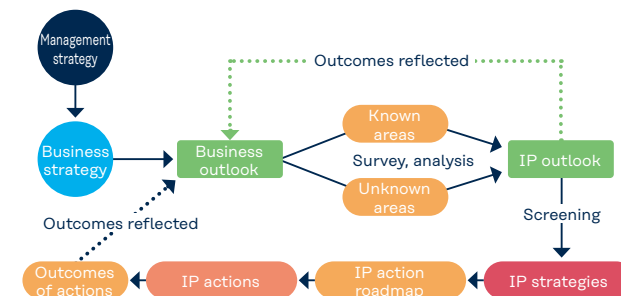 Management
strategy
Outcomes reflected
Known
areas
Business
strategy
Business
outlook
Survey, analysis
IP outlook
Unknown
areas
Outcomes reflected
Screening
Outcomes
of actions
IP actions
IP action
roadmap
IP strategies